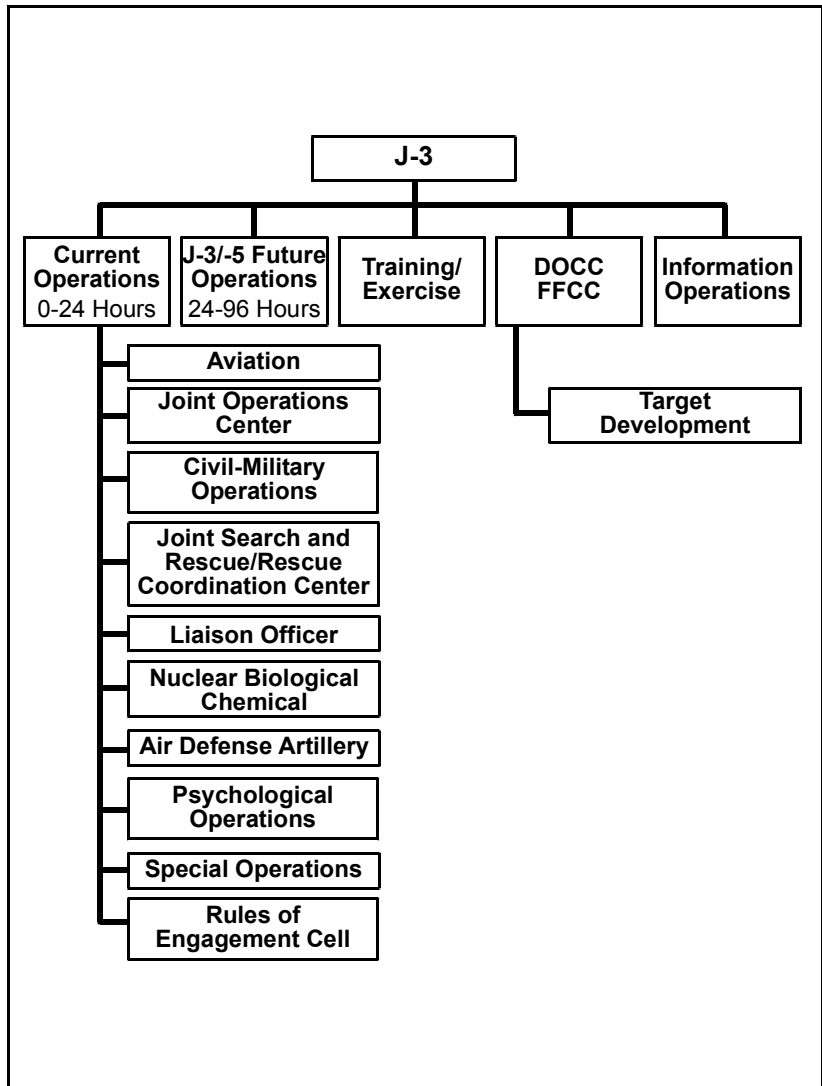 J-3
Current
Operations
0-24 Hours
J-3/-5 Future
Operations
24-96 Hours
Training/
Exercise
DOCC
FFCC
Information
Operations
Aviation
Joint Operations
Center
Civil-Military
Operations
Joint Search and
Rescue/Rescue
Coordination Center
Liaison Officer
Nuclear Biological
Chemical
Air Defense Artillery
Psychological
Operations
Special Operations
Rules of
Engagement Cell
Target
Development